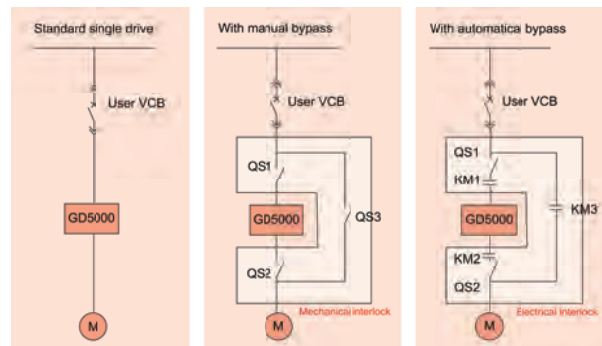 Standard single drive
User VCB
GD5000
M
With manual bypass
User VCB
QS1
GD5000
QS3
QS2
Mechanical interlock
M
With automatica bypass
User VCB
QS1
KM1
GD5000
KM3
KM2
QS2
Electrical interlock
M